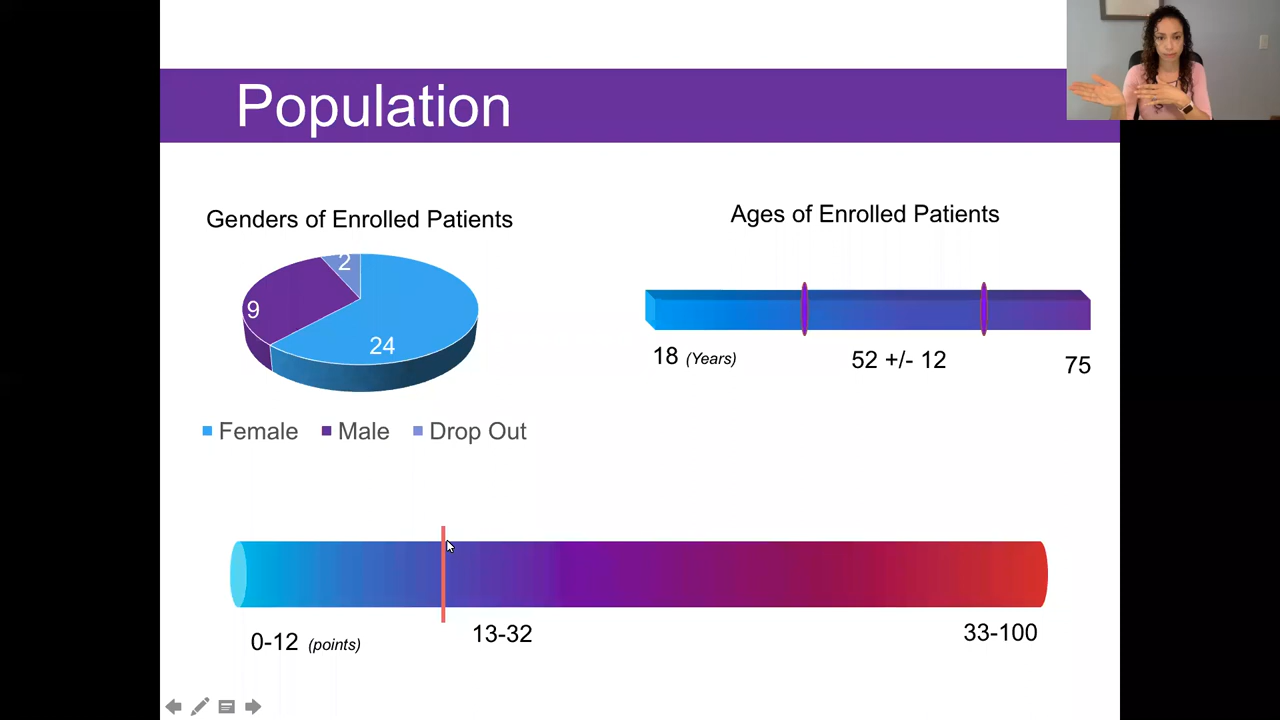 Population
Genders of Enrolled Patients
2
9
24
Female Male Drop Out
Ages of Enrolled Patients
18 (Years) 52 +/- 12 75
0-12 (points) 13-32 33-100